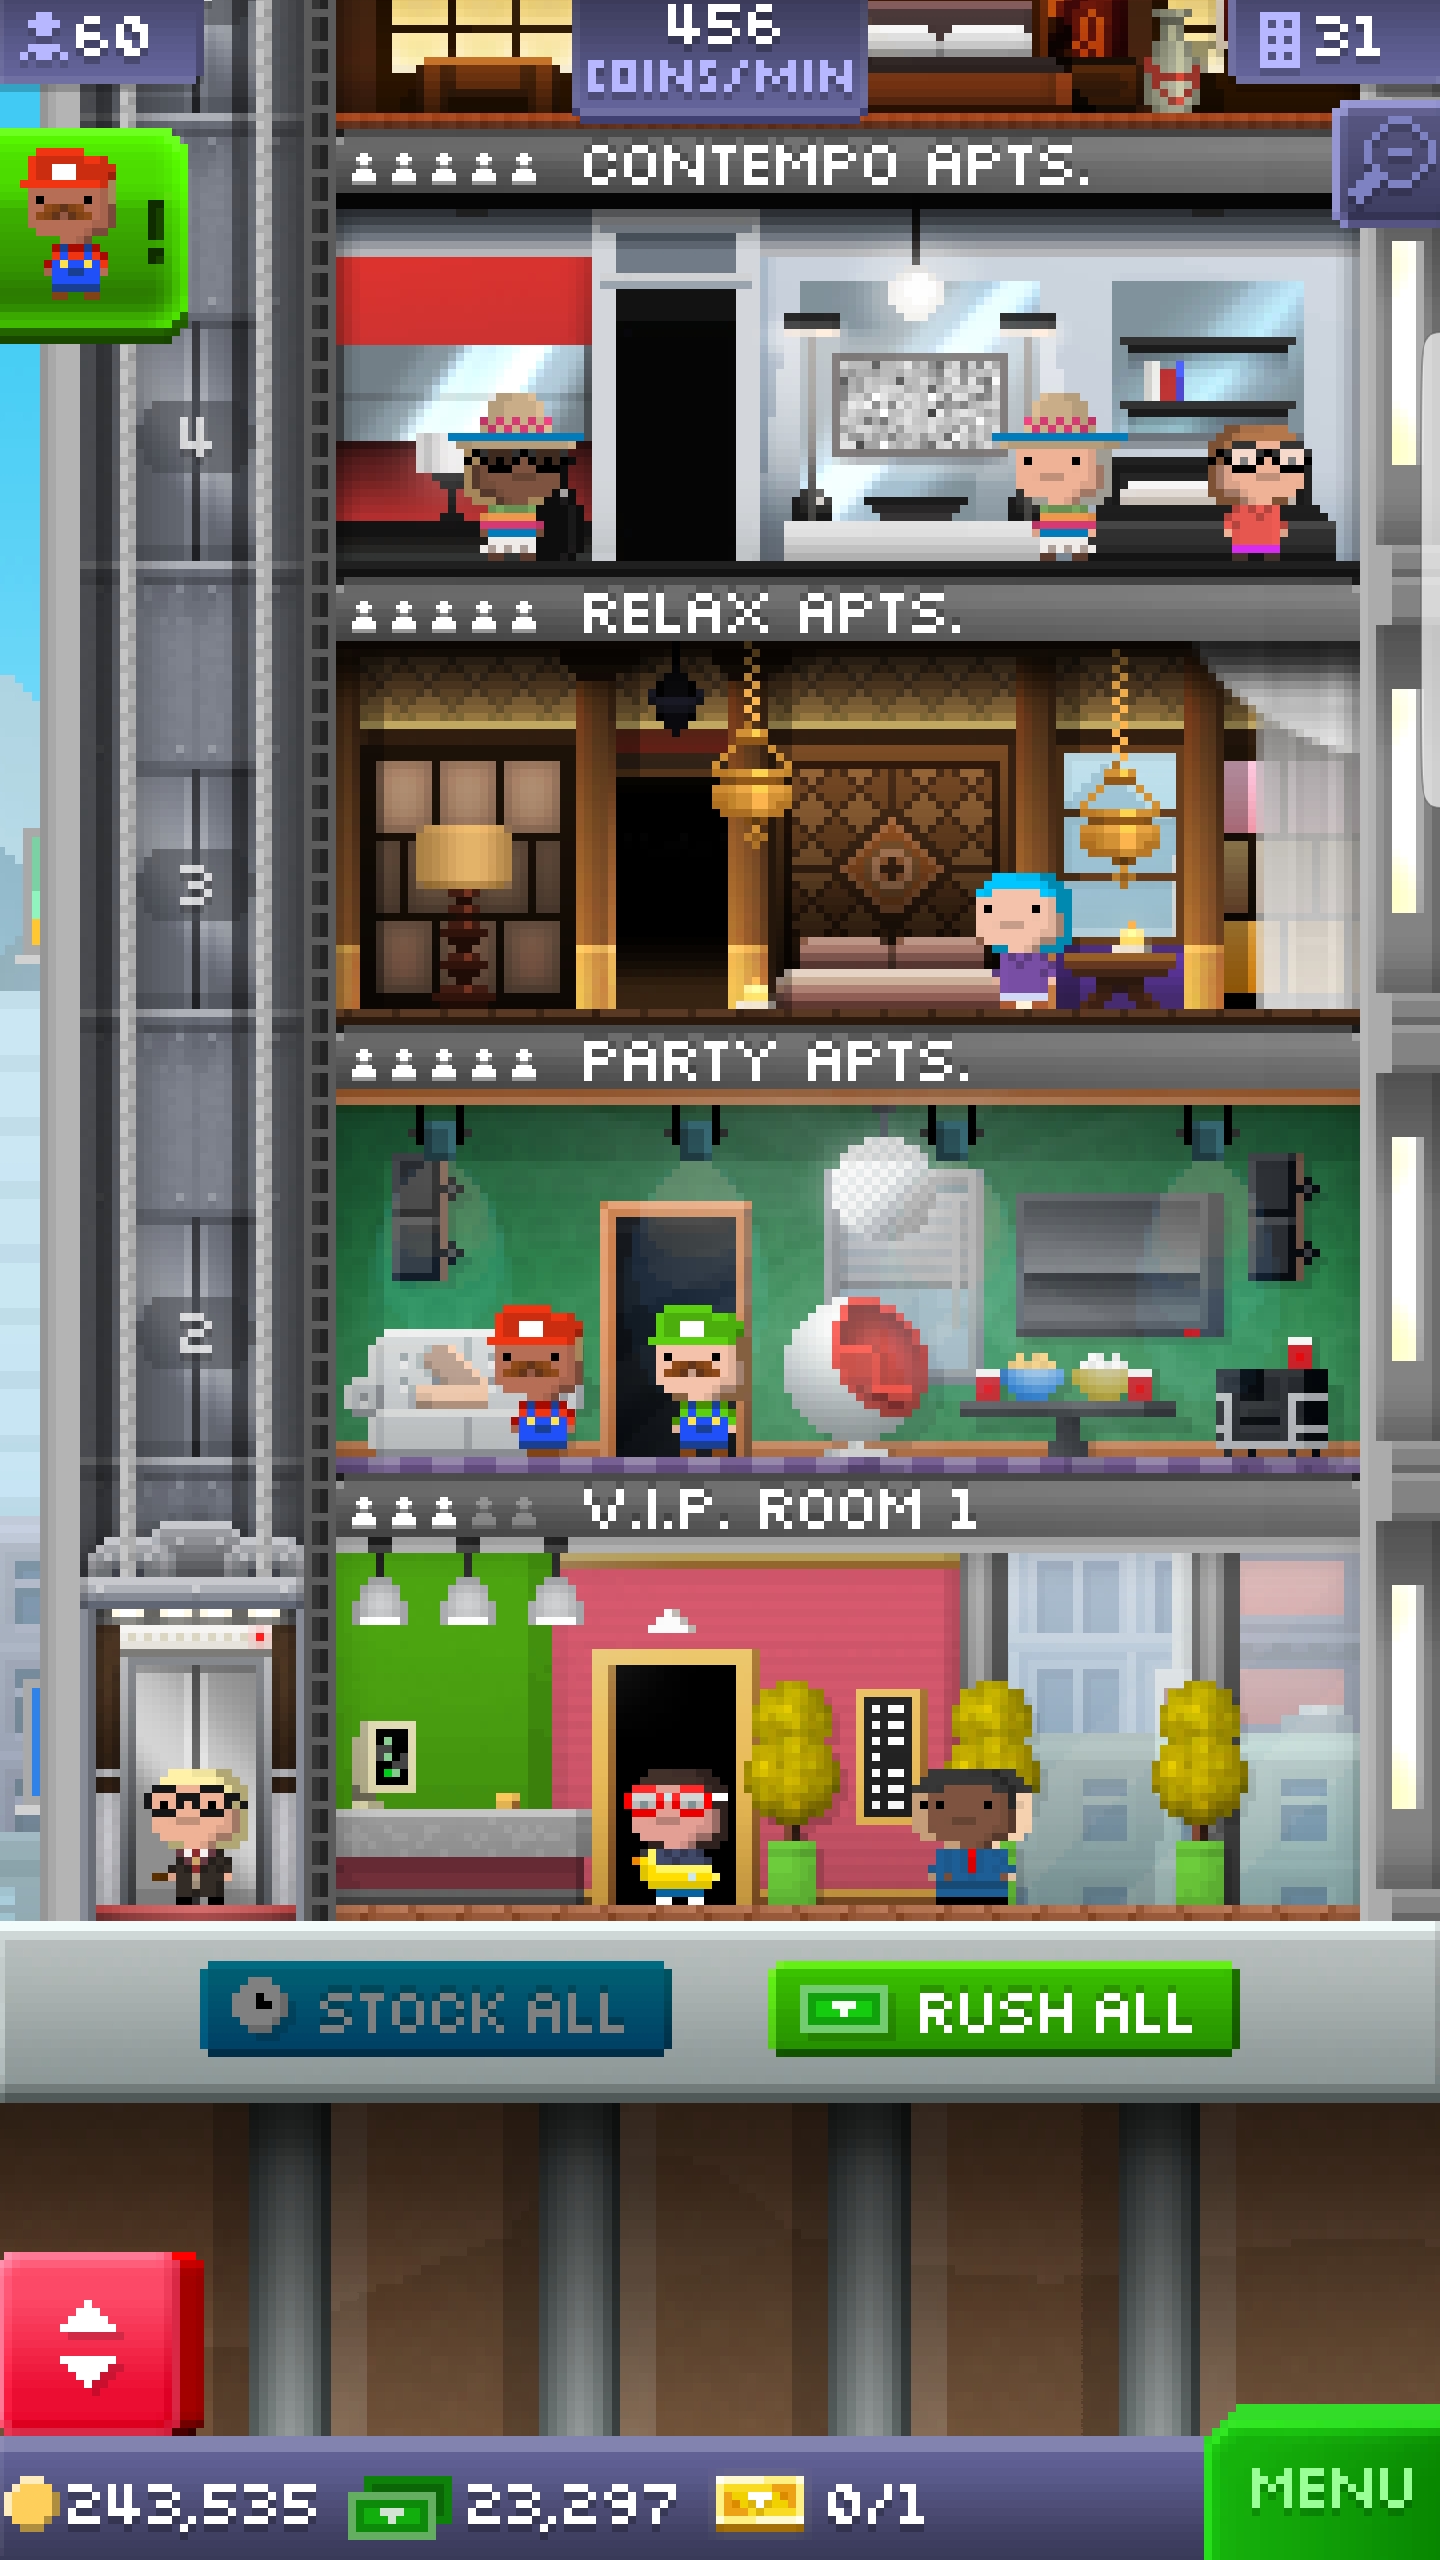 60
456
COINS/MIN
31
!
CONTEMPO APTS.
4
RELAX APTS.
3
PARTY APTS.
2
V.I.P. ROOM 1
STOCK ALL
RUSH ALL
243,535
23,297
0/1
MENU